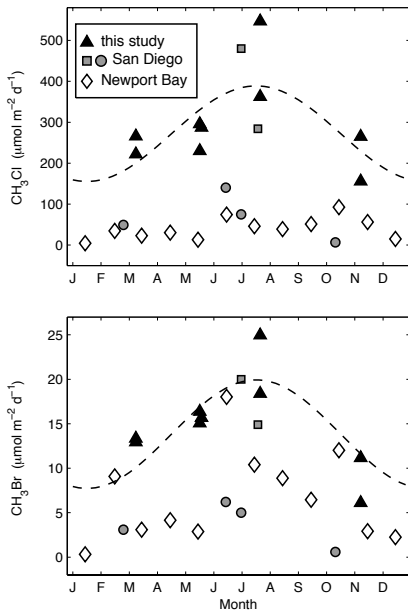 ▲ this study
San Diego
Newport Bay
CH₃Cl (μmol m⁻² d⁻¹)
500
400
300
200
100
0
J F M A M J J A S O N D
CH₃Br (μmol m⁻² d⁻¹)
25
20
15
10
5
0
J F M A M J J A S O N D
Month